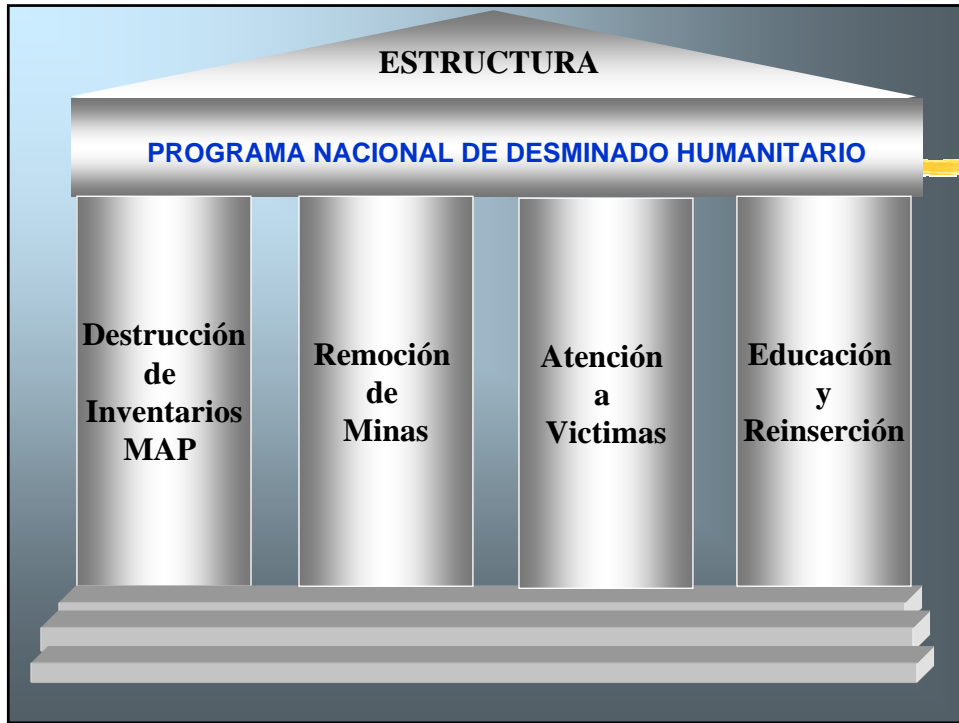 ESTRUCTURA
PROGRAMA NACIONAL DE DESMINADO HUMANITARIO
Destrucción
de
Inventarios
MAP
Remoción
de
Minas
Atención
a
Victimas
Educación
y
Reinserción